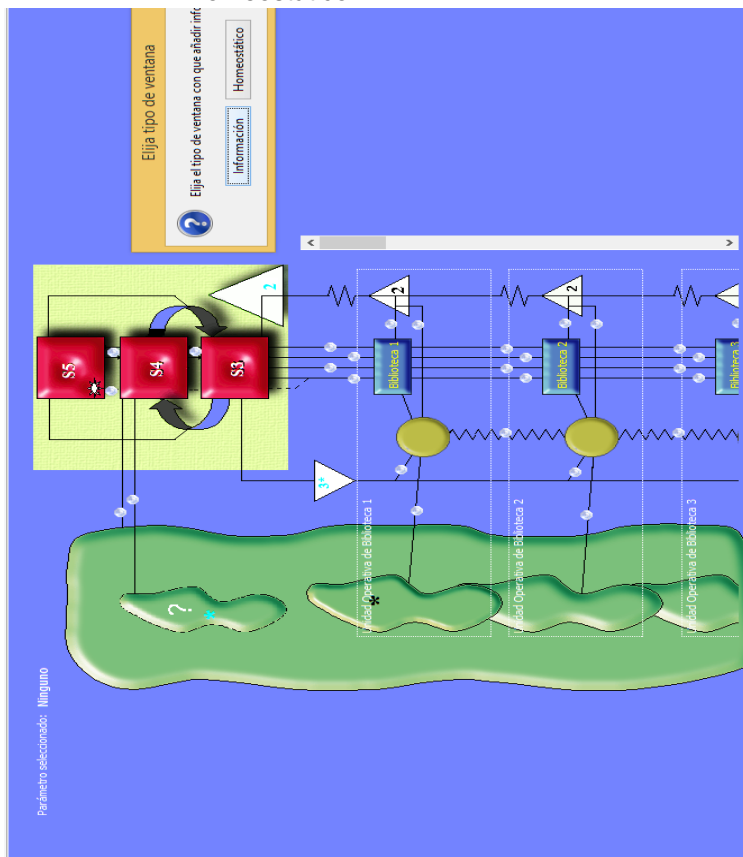 Elija tipo de ventana
Elija el tipo de ventana con que añadir info
Información
Homeostático
S5
S4
S3
2
3*
2
2
Biblioteca 1
Biblioteca 2
Biblioteca 3
Unidad Operativa de Biblioteca 1
Unidad Operativa de Biblioteca 2
Unidad Operativa de Biblioteca 3
?
*
*
Parámetro seleccionado: Ninguno